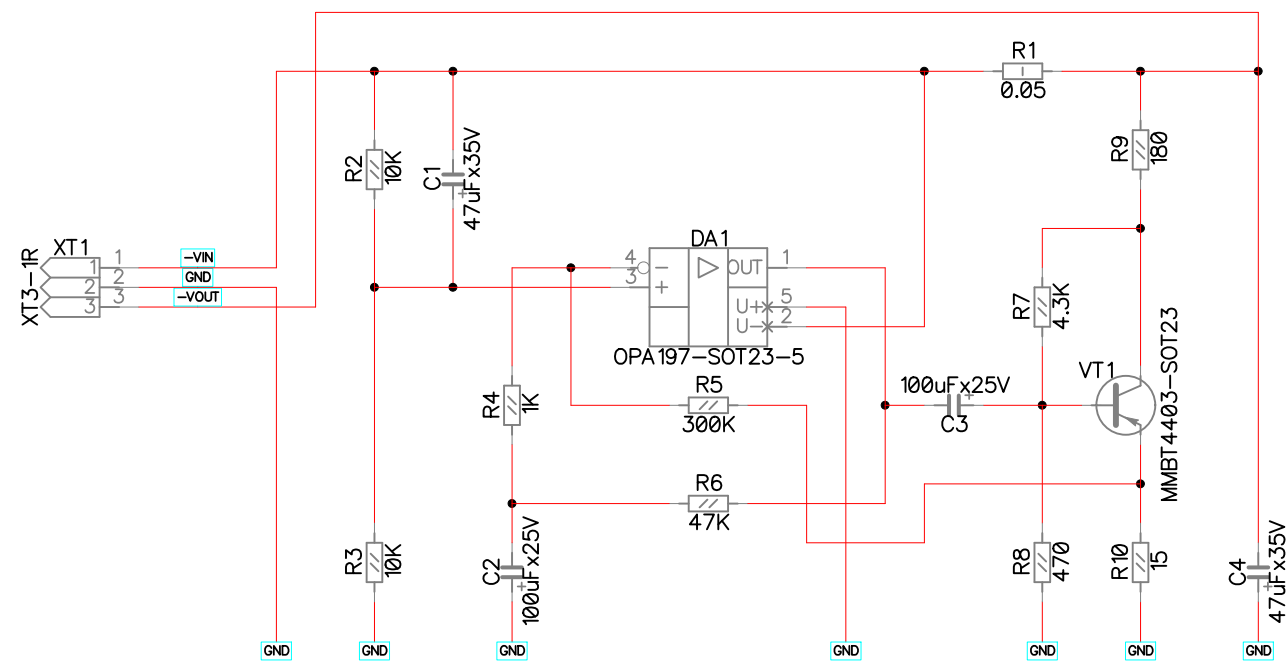 R1
0.05
R2
10K
C1
47uFx35V
R9
180
XT1
XT3-1R
1
2
3
1
2
3
-VIN
GND
-VOUT
DA1
4
3
-
+
OUT
U+
U-
1
5
2
OPA197-SOT23-5
R7
4.3K
VT1
MMBT4403-SOT23
R4
1K
R5
300K
100uFx25V
+
C3
R6
47K
R3
10K
C2
+
100uFx25V
R8
470
R10
15
C4
+
47uFx35V
+
GND
GND
GND
GND
GND
GND
GND